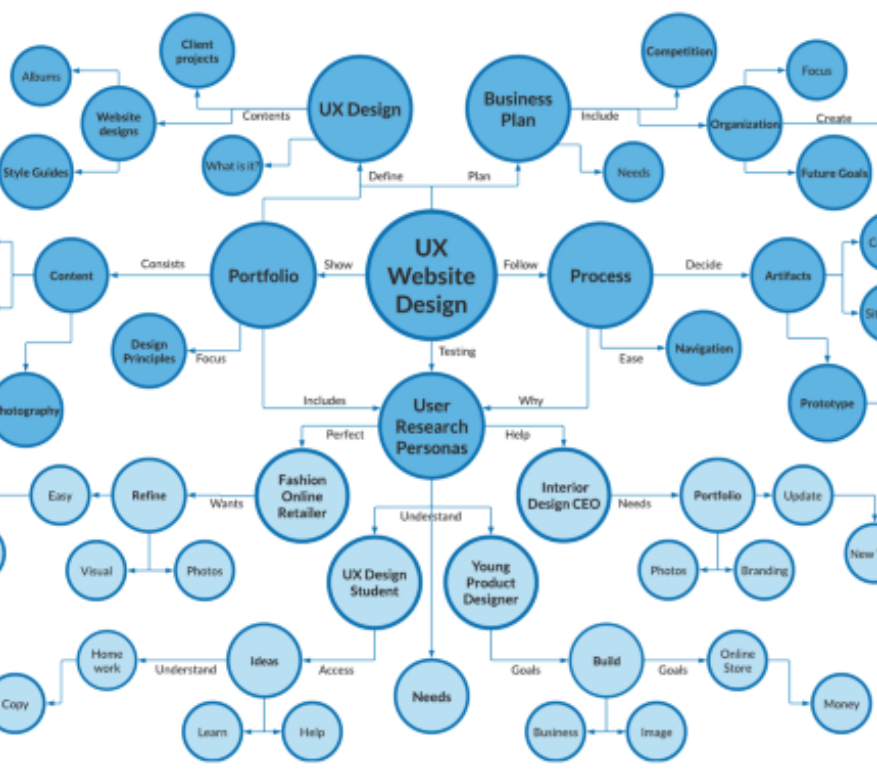 Client
projects
Albums
Website
designs
Contents
UX Design
Style Guides
What is it?
Define
Business
Plan
Competition
Focus
Include
Organization
Create
Needs
Future Goals
Plan
Content
Consists
Portfolio
Show
UX
Website
Design
Follow
Process
Decide
Artifacts
C
Sit
Design
Principles
Focus
Testing
Ease
Navigation
hotography
Includes
User
Research
Personas
Why
Prototype
Perfect
Help
Easy
Refine
Wants
Fashion
Online
Retailer
Interior
Design CEO
Needs
Portfolio
Update
Understand
Visual
Photos
UX Design
Student
Young
Product
Designer
Photos
Branding
New
Home
work
Understand
Ideas
Access
Needs
Goals
Build
Goals
Online
Store
Copy
Learn
Help
Business
Image
Money